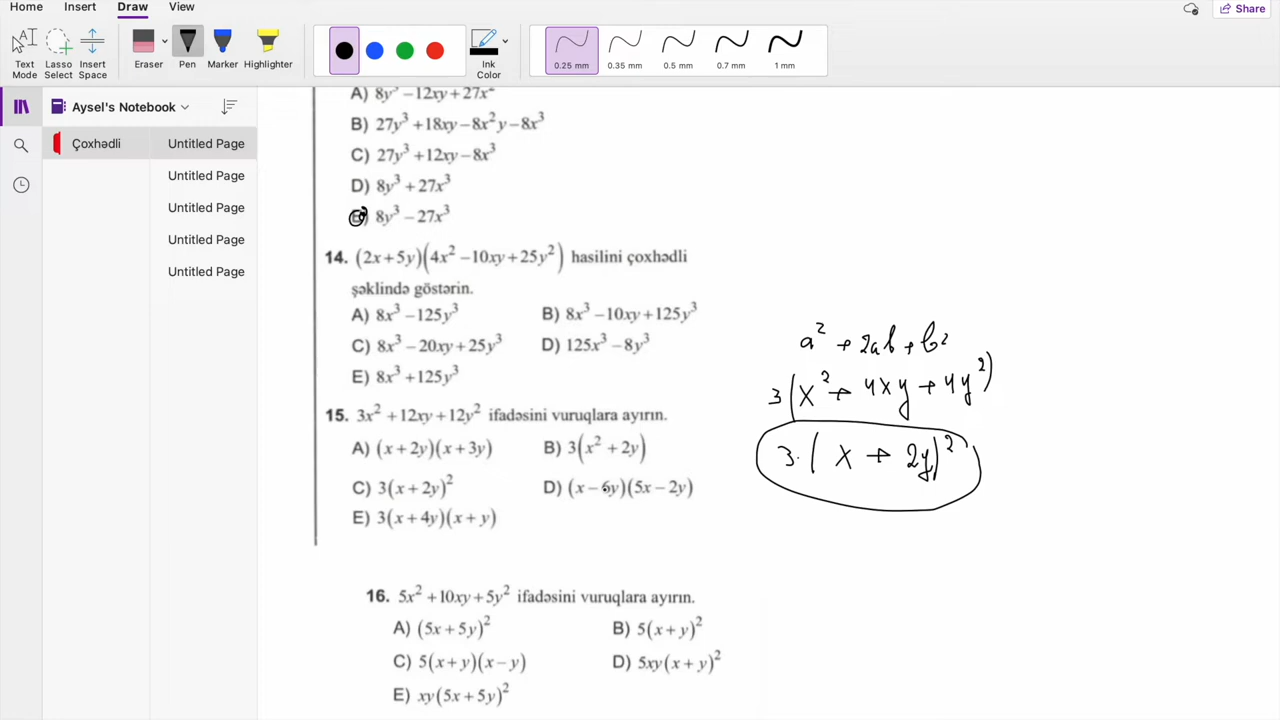 Home Insert Draw View
Share
Text Mode
Lasso Select
Insert Space
Eraser
Pen
Marker
Highlighter
Ink Color
0.25 mm
0.35 mm
0.5 mm
0.7 mm
1 mm
Aysel's Notebook
Çoxhədli
Untitled Page
Untitled Page
Untitled Page
Untitled Page
Untitled Page
A) 8y³ −12xy + 27x²
B) 27y³ +18xy − 8x²y − 8x³
C) 27y³ +12xy − 8x³
D) 8y³ + 27x³
E) 8y³ − 27x³
14. (2x + 5y)(4x² −10xy + 25y²) hasilini çoxhədli
şəklində göstərin.
A) 8x³ −125y³ B) 8x³ −10xy +125y³
C) 8x³ − 20xy + 25y³ D) 125x³ − 8y³
E) 8x³ +125y³
15. 3x² +12xy +12y² ifadəsini vuruqlara ayırın.
A) (x + 2y)(x + 3y) B) 3(x² + 2y)
C) 3(x + 2y)² D) (x − 6y)(5x − 2y)
E) 3(x + 4y)(x + y)
a² + 2ab + b²
3(x² + 4xy + 4y²)
3·(x + 2y)²
16. 5x² +10xy + 5y² ifadəsini vuruqlara ayırın.
A) (5x + 5y)² B) 5(x + y)²
C) 5(x + y)(x − y) D) 5xy(x + y)²
E) xy(5x + 5y)²